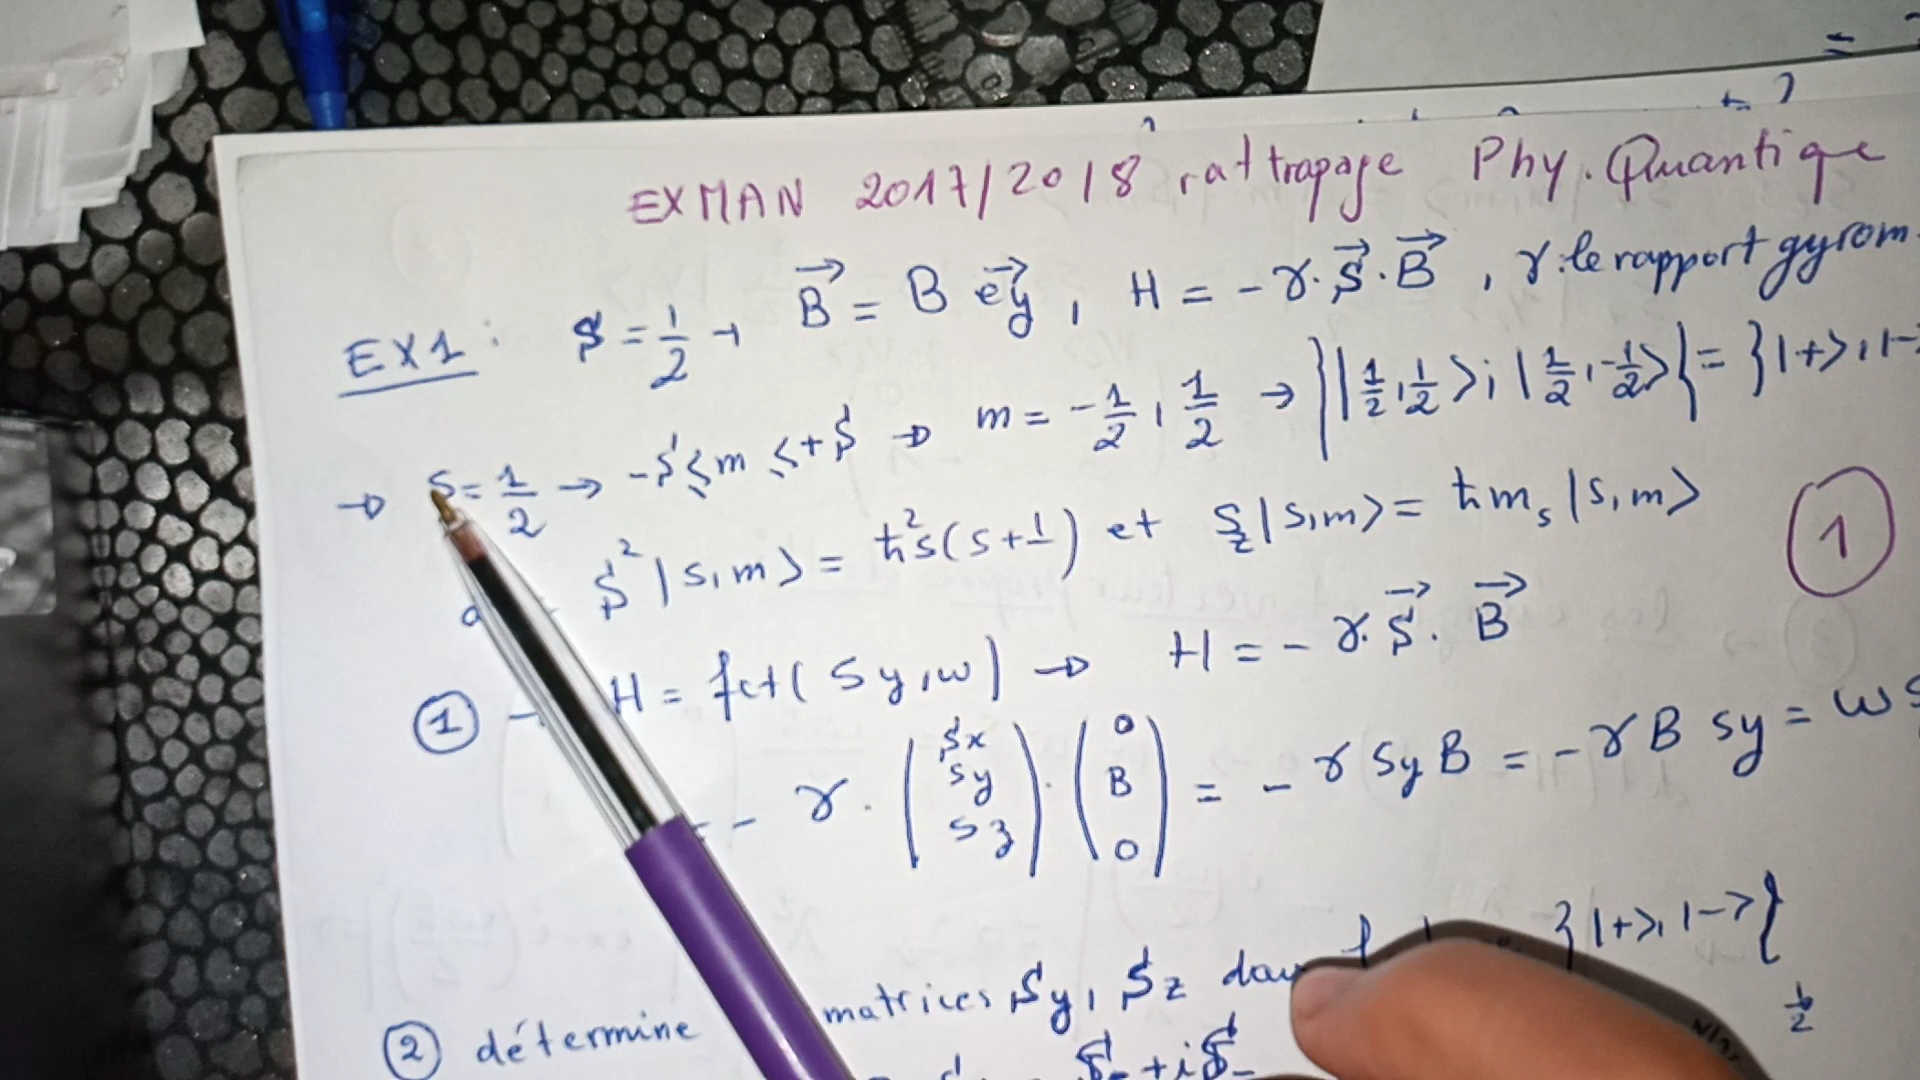 EXMAN 2017/2018 rattrapage Phy. Quantique
EX1: S = 1/2, B⃗ = B e⃗y, H = -γ. S⃗. B⃗, γ: le rapport gyrom.
→ S = 1/2 → -S ≤ m ≤ +S → m = -1/2, 1/2 → }|1/2,1/2>; |1/2,-1/2>{ = }|+>, |-
S² |s,m> = ħ²s(s+1) et Sz|s,m> = ħms|s,m>
1
① → H = fct(Sy,w) → H = -γ. S⃗. B⃗
= - γ. (Sx Sy Sz) . (0 B 0) = - γ Sy B = - γ B Sy = w S
② détermine matrices Sy, Sz dans }|+>, |->{